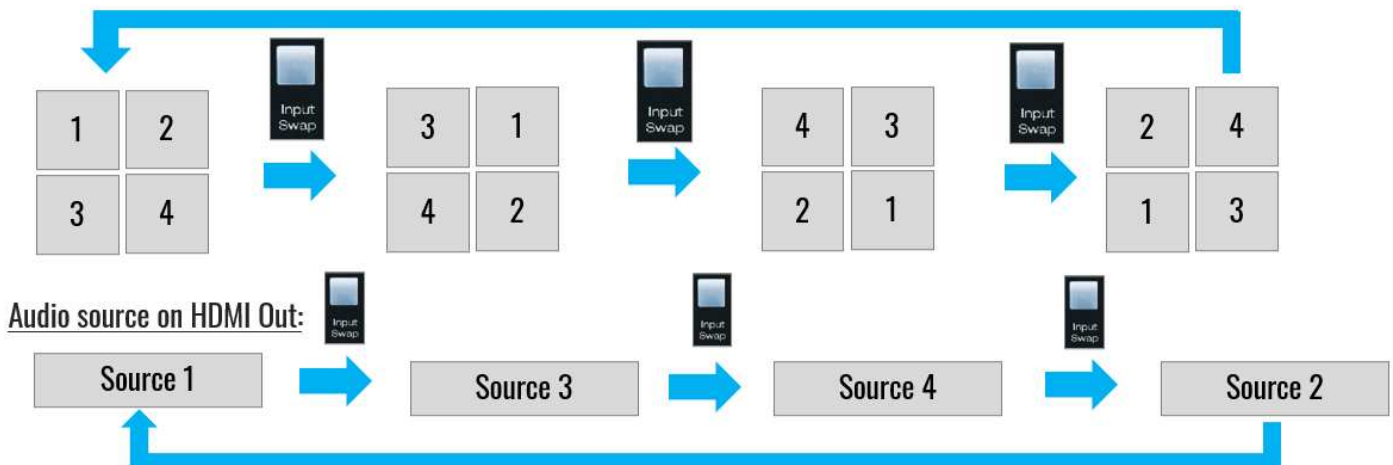 Input
Swap
Input
Swap
Input
Swap
1 2
3 4
3 1
4 2
4 3
2 1
2 4
1 3
Audio source on HDMI Out:
Input
Swap
Input
Swap
Input
Swap
Source 1
Source 3
Source 4
Source 2